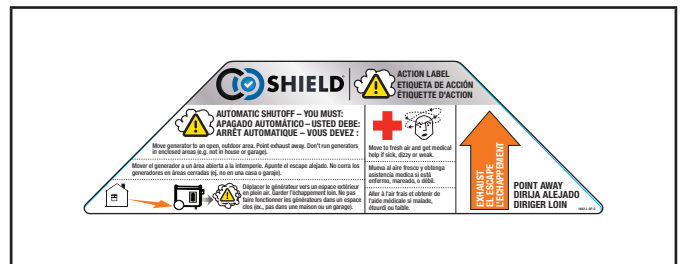 CO SHIELD
ACTION LABEL
ETIQUETA DE ACCIÓN
ÉTIQUETTE D'ACTION
AUTOMATIC SHUTOFF – YOU MUST:
APAGADO AUTOMÁTICO – USTED DEBE:
ARRÊT AUTOMATIQUE – VOUS DEVEZ :
Move generator to an open, outdoor area. Point exhaust away. Don't run generators
in enclosed areas (e.g. not in house or garage).
Mover el generador a un área abierta a la intemperie. Apunte el escape alejado. No corra los
generadores en áreas cerradas (ej. no en una casa o garaje).
Déplacer le générateur vers un espace extérieur
en plein air. Garder l'échappement loin. Ne pas
faire fonctionner les générateurs dans un espace
clos (ex., pas dans une maison ou un garage).
Move to fresh air and get medical
help if sick, dizzy or weak.
Mueva al aire fresco y obtenga
asistencia medica si está
enfermo, mareado, o débil.
Aller à l'air frais et obtenir de
l'aide médicale si malade,
étourdi ou faible.
EXHAUST
EL ESCAPE
L'ÉCHAPPEMENT
POINT AWAY
DIRIJA ALEJADO
DIRIGER LOIN